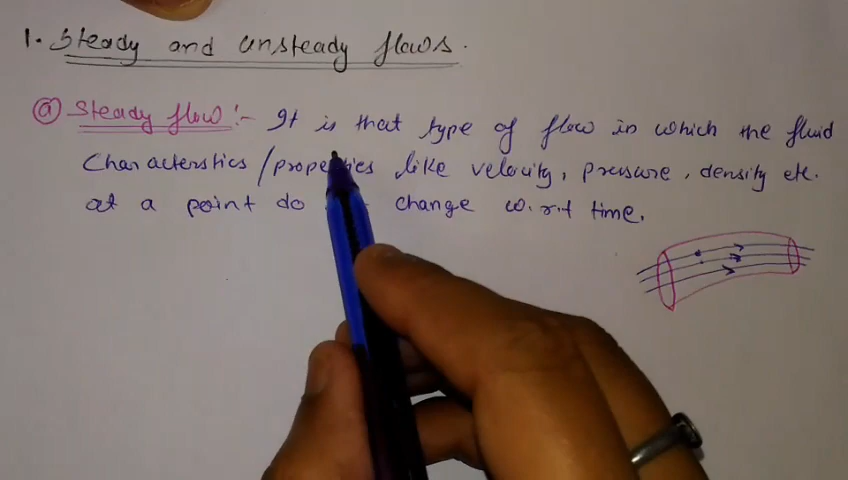 1. Steady and unsteady flows.
ⓐ Steady flow :- It is that type of flow in which the fluid
Characterstics / properties like velocity, pressure, density etc.
at a point do change w.r.t time.